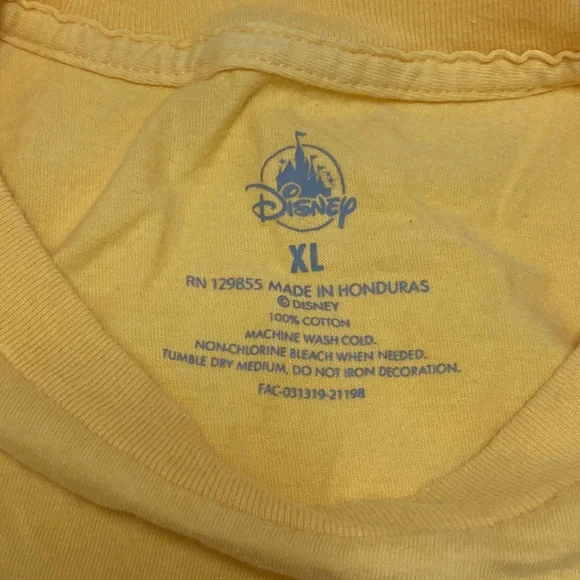 Disney
XL
RN 129855 MADE IN HONDURAS
© DISNEY
100% COTTON
MACHINE WASH COLD.
NON-CHLORINE BLEACH WHEN NEEDED.
TUMBLE DRY MEDIUM. DO NOT IRON DECORATION.
FAC-031319-21198